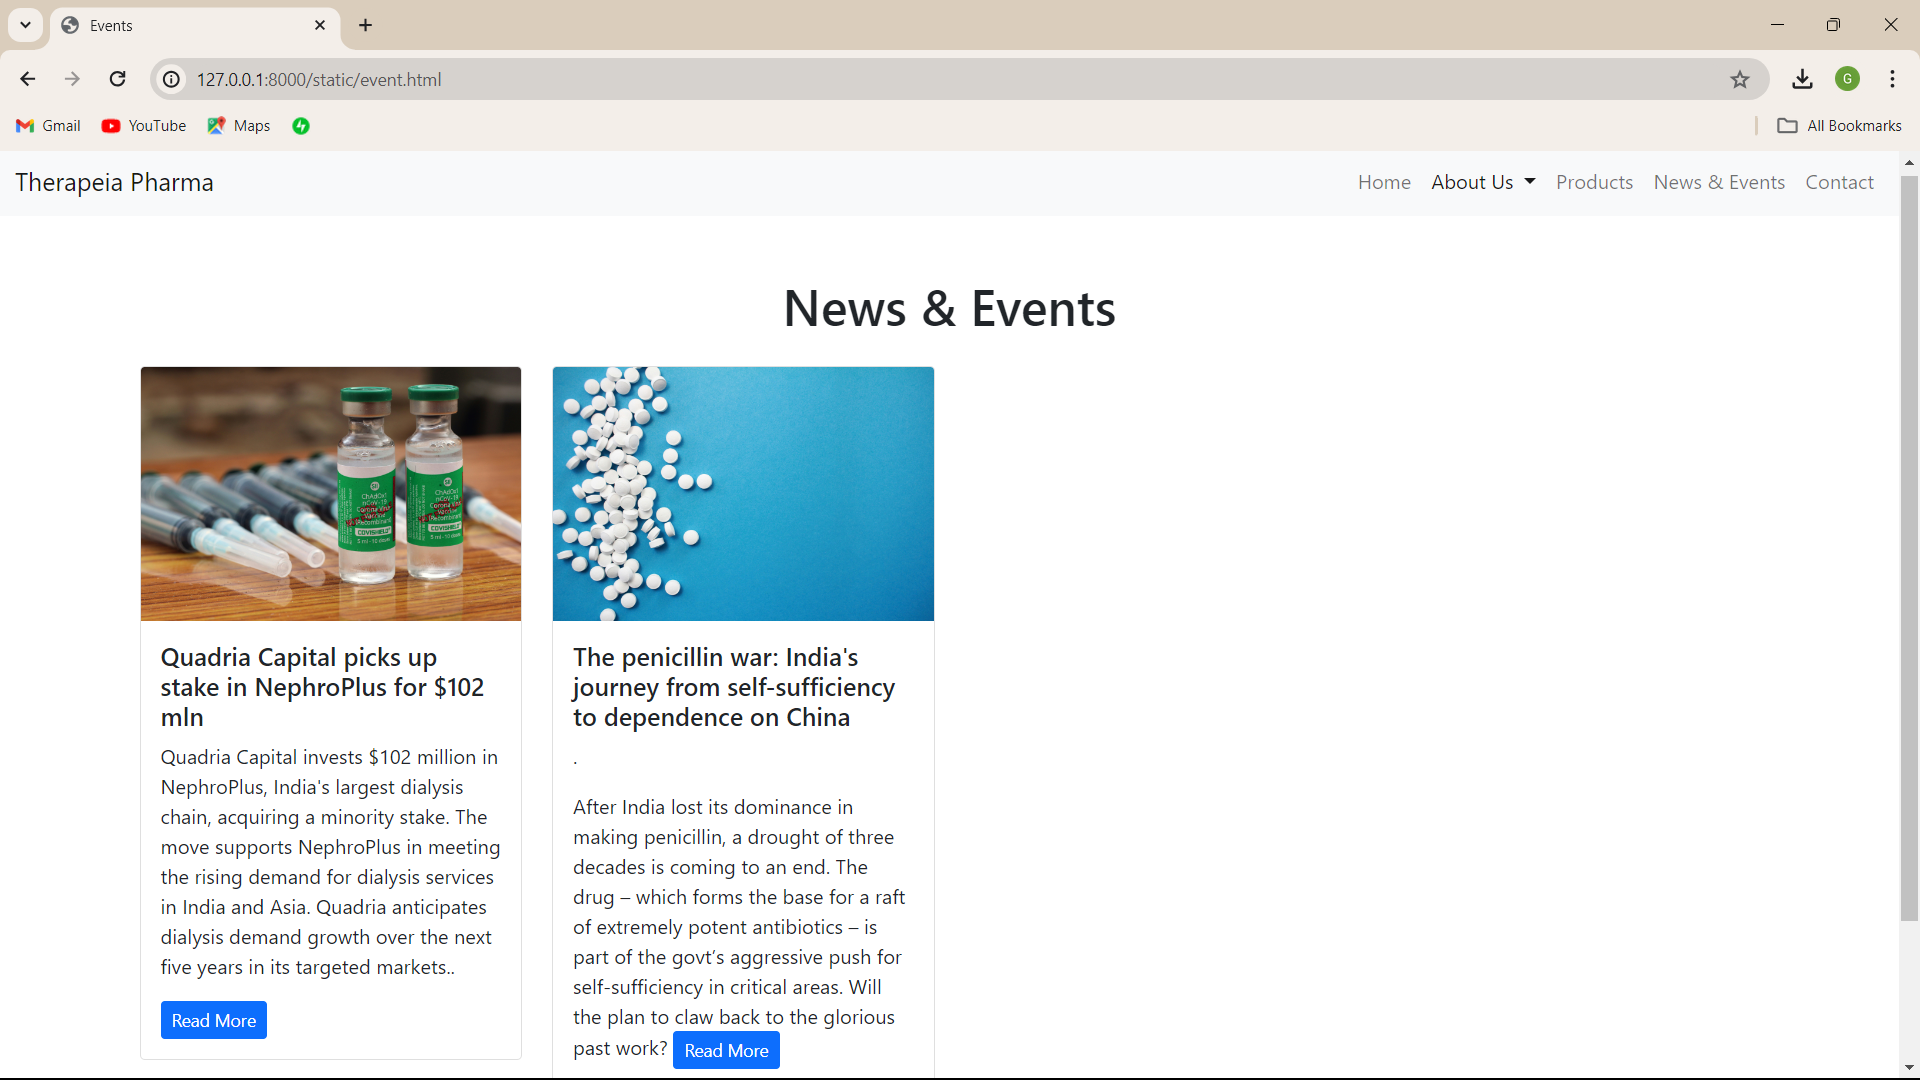 Events
127.0.0.1:8000/static/event.html
G
Gmail
YouTube
Maps
All Bookmarks
Therapeia Pharma
Home
About Us
Products
News & Events
Contact
News & Events
COVISHIELD
COVISHIELD
Quadria Capital picks up
stake in NephroPlus for $102
mln
Quadria Capital invests $102 million in
NephroPlus, India's largest dialysis
chain, acquiring a minority stake. The
move supports NephroPlus in meeting
the rising demand for dialysis services
in India and Asia. Quadria anticipates
dialysis demand growth over the next
five years in its targeted markets..
Read More
The penicillin war: India's
journey from self-sufficiency
to dependence on China
.
After India lost its dominance in
making penicillin, a drought of three
decades is coming to an end. The
drug – which forms the base for a raft
of extremely potent antibiotics – is
part of the govt’s aggressive push for
self-sufficiency in critical areas. Will
the plan to claw back to the glorious
past work? Read More